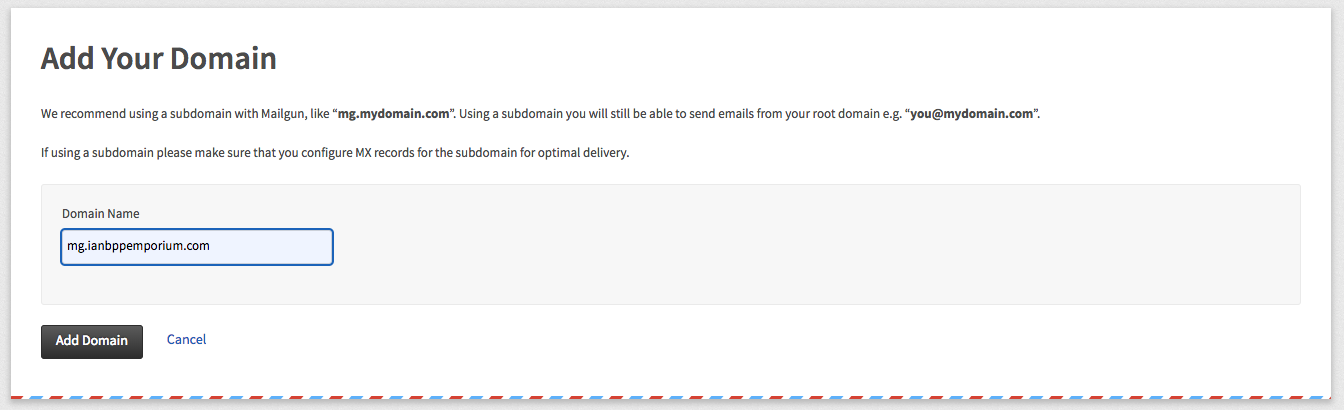 Add Your Domain
We recommend using a subdomain with Mailgun, like “mg.mydomain.com”. Using a subdomain you will still be able to send emails from your root domain e.g. “you@mydomain.com”.
If using a subdomain please make sure that you configure MX records for the subdomain for optimal delivery.
Domain Name
mg.ianbppemporium.com
Add Domain Cancel